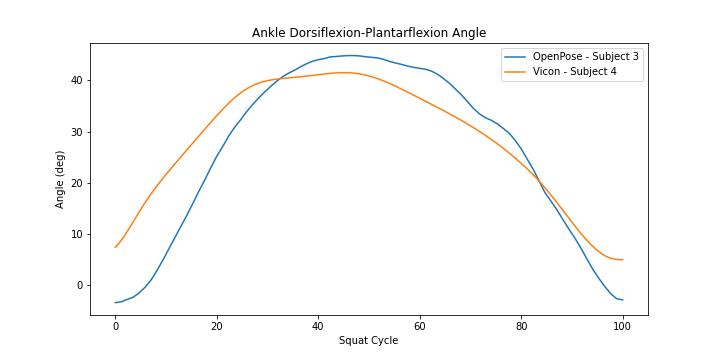 Ankle Dorsiflexion-Plantarflexion Angle
OpenPose - Subject 3
Vicon - Subject 4
Angle (deg)
40
30
20
10
0
0 20 40 60 80 100
Squat Cycle